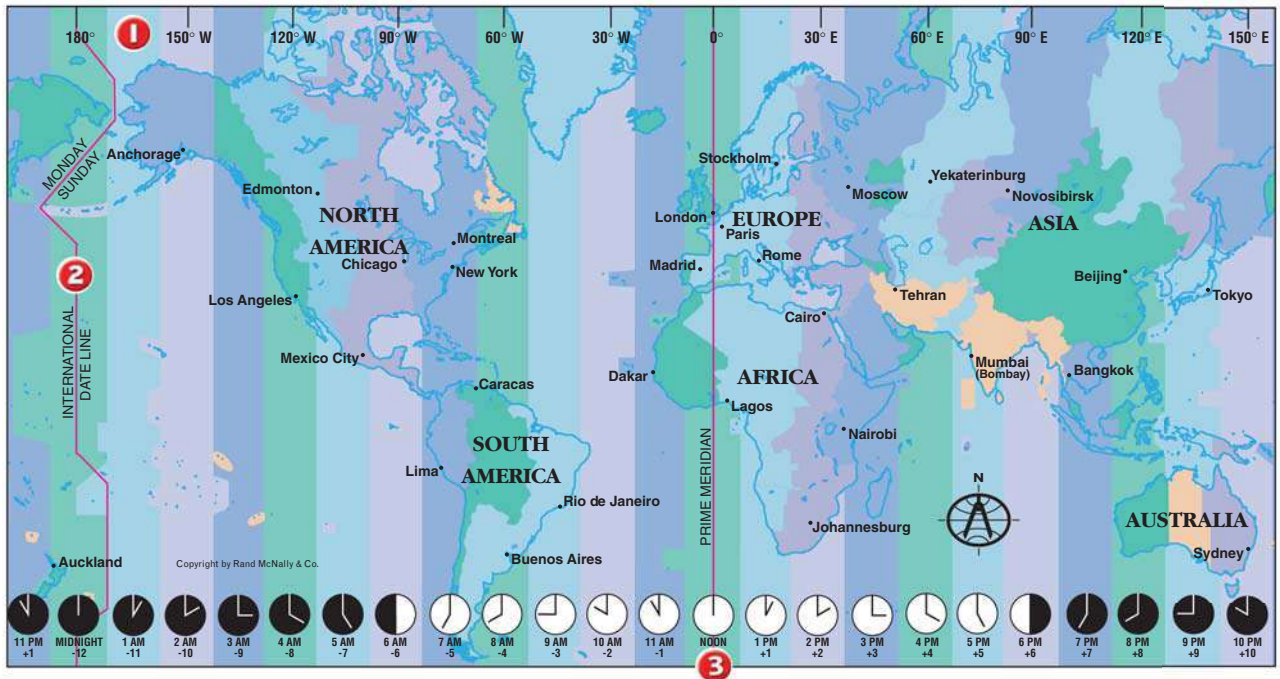 180° 1 150° W 120° W 90° W 60° W 30° W 0° 30° E 60° E 90° E 120° E 150° E
MONDAY
SUNDAY
Anchorage
Edmonton
NORTH
AMERICA
Montreal
Chicago
New York
Los Angeles
Mexico City
2
INTERNATIONAL
DATE LINE
Caracas
SOUTH
AMERICA
Lima
Rio de Janeiro
Buenos Aires
Auckland
Copyright by Rand McNally & Co.
Stockholm
London
EUROPE
Paris
Madrid
Rome
Moscow
Yekaterinburg
Novosibirsk
ASIA
Beijing
Tokyo
Tehran
Cairo
Mumbai
(Bombay)
Bangkok
Dakar
AFRICA
Lagos
Nairobi
PRIME MERIDIAN
Johannesburg
N
AUSTRALIA
Sydney
11 PM MIDNIGHT 1 AM 2 AM 3 AM 4 AM 5 AM 6 AM 7 AM 8 AM 9 AM 10 AM 11 AM NOON 1 PM 2 PM 3 PM 4 PM 5 PM 6 PM 7 PM 8 PM 9 PM 10 PM
+1 -12 -11 -10 -9 -8 -7 -6 -5 -4 -3 -2 -1 3 +1 +2 +3 +4 +5 +6 +7 +8 +9 +10